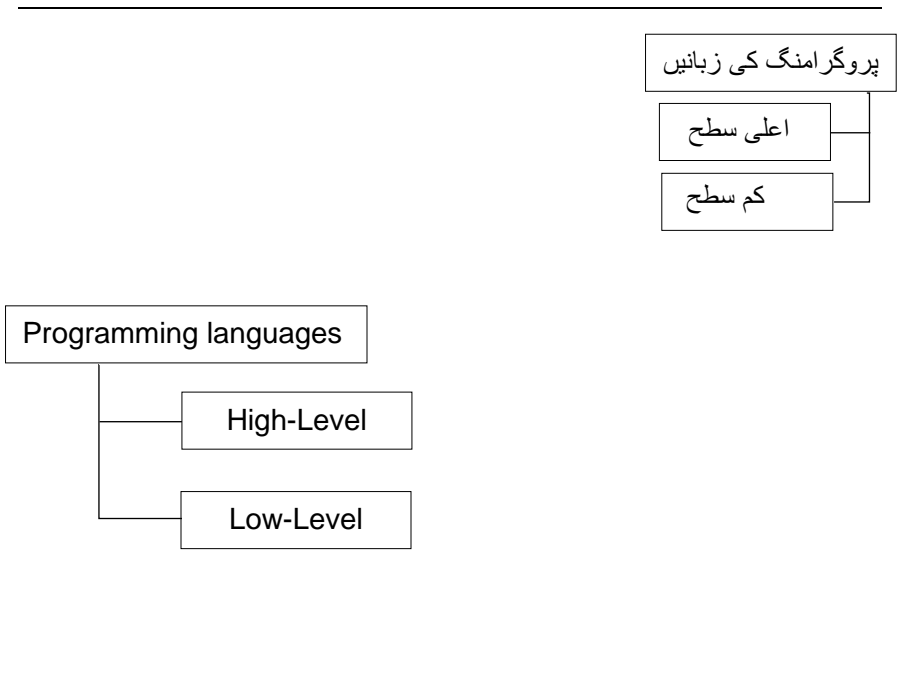 پروگرامنگ کی زبانیں
اعلی سطح
کم سطح
Programming languages
High-Level
Low-Level